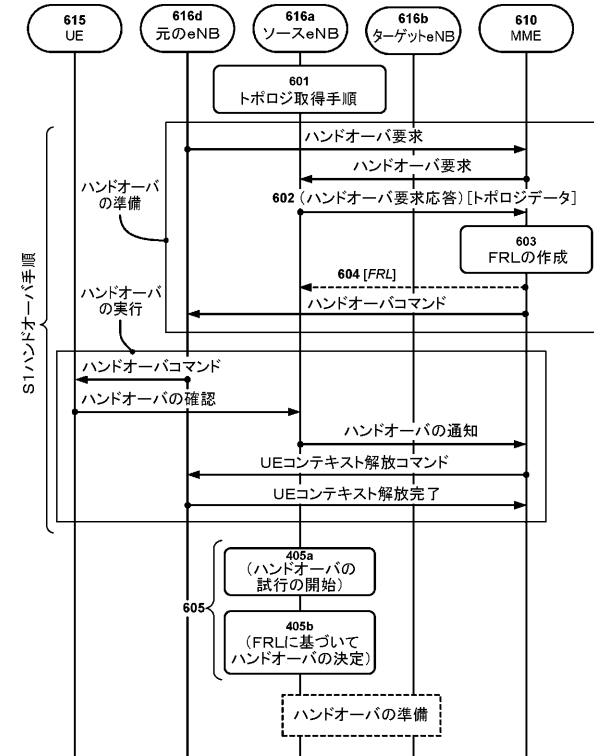 615
UE
616d
元のeNB
616a
ソースeNB
616b
ターゲットeNB
610
MME
601
トポロジ取得手順
ハンドオーバ要求
ハンドオーバ要求
602 (ハンドオーバ要求応答) [トポロジデータ]
ハンドオーバ
の準備
603
FRLの作成
604 [FRL]
ハンドオーバコマンド
ハンドオーバ
の実行
S1ハンドオーバ手順
ハンドオーバコマンド
ハンドオーバの確認
ハンドオーバの通知
UEコンテキスト解放コマンド
UEコンテキスト解放完了
405a
(ハンドオーバの
試行の開始)
605
405b
(FRLに基づいて
ハンドオーバの決定)
ハンドオーバの準備